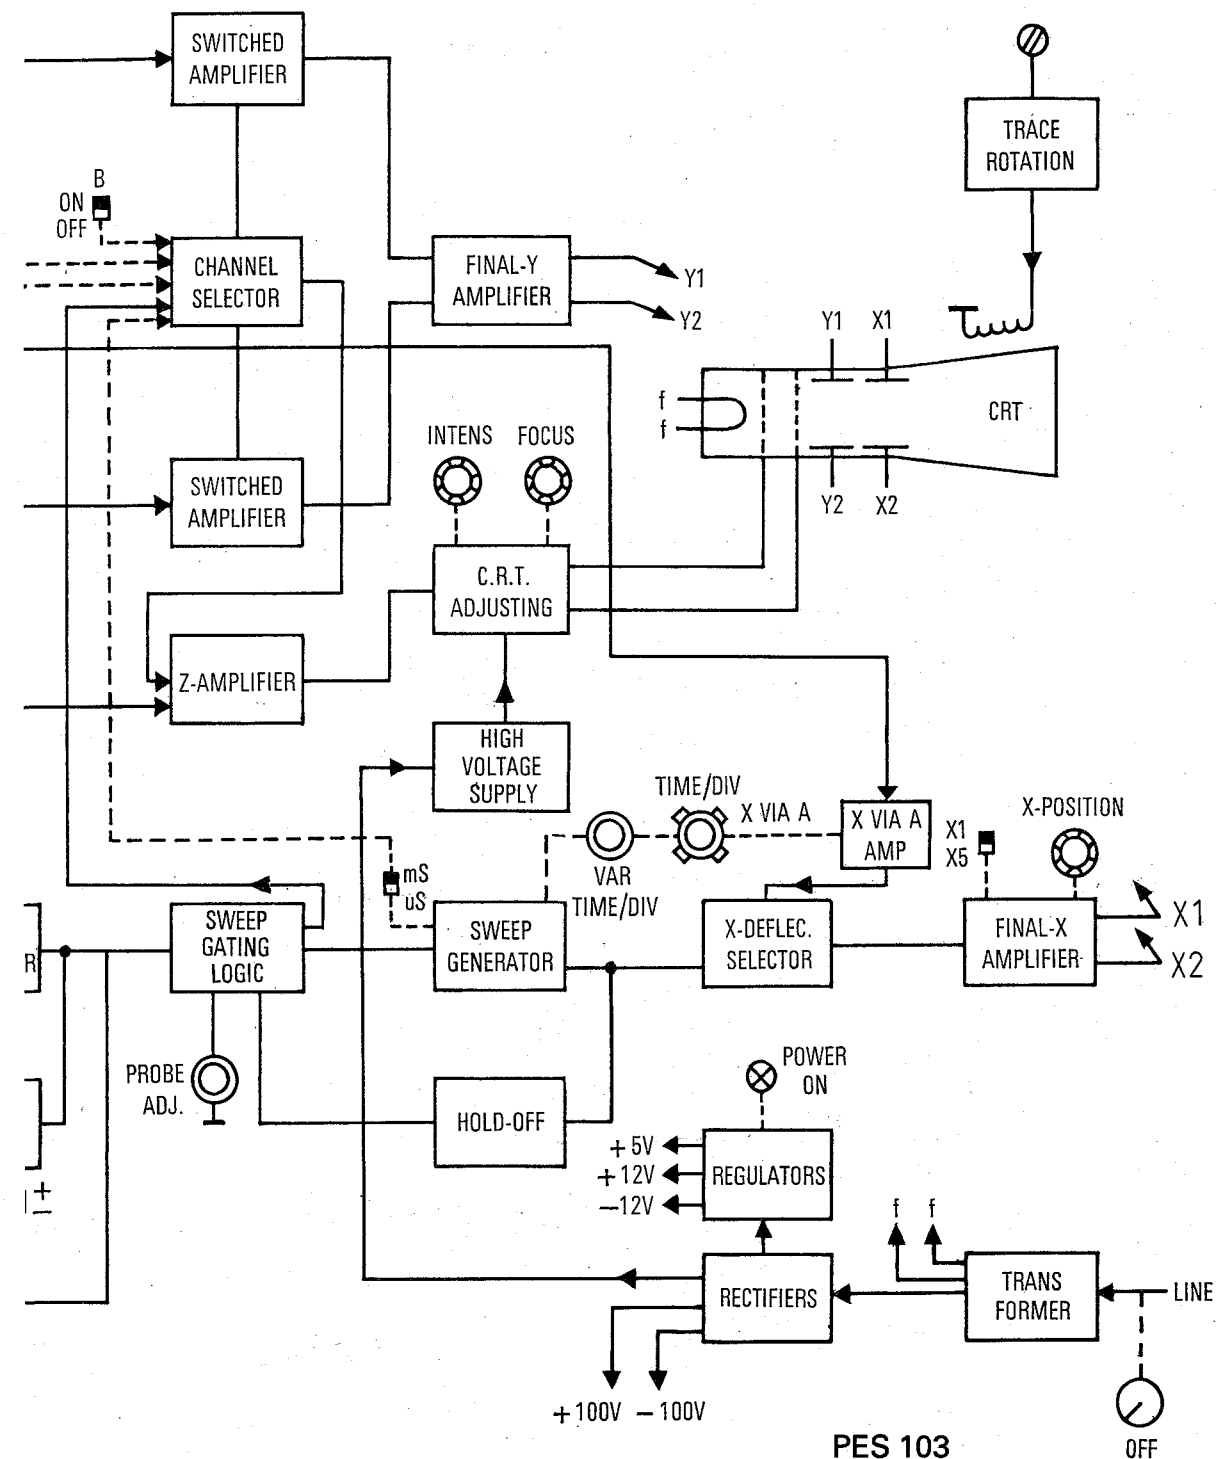 SWITCHED
AMPLIFIER
TRACE
ROTATION
B
ON
OFF
CHANNEL
SELECTOR
FINAL-Y
AMPLIFIER
Y1
Y2
Y1 X1
f
f
CRT
Y2 X2
INTENS FOCUS
SWITCHED
AMPLIFIER
C.R.T.
ADJUSTING
Z-AMPLIFIER
HIGH
VOLTAGE
SUPPLY
TIME/DIV
X VIA A
VAR
TIME/DIV
X VIA A
AMP
X1
X5
X-POSITION
mS
uS
SWEEP
GATING
LOGIC
SWEEP
GENERATOR
X-DEFLEC.
SELECTOR
FINAL-X
AMPLIFIER
X1
X2
R
PROBE
ADJ.
HOLD-OFF
POWER
ON
+5V
+12V
–12V
REGULATORS
+
–
f f
RECTIFIERS
TRANS
FORMER
LINE
+100V –100V
OFF
PES 103